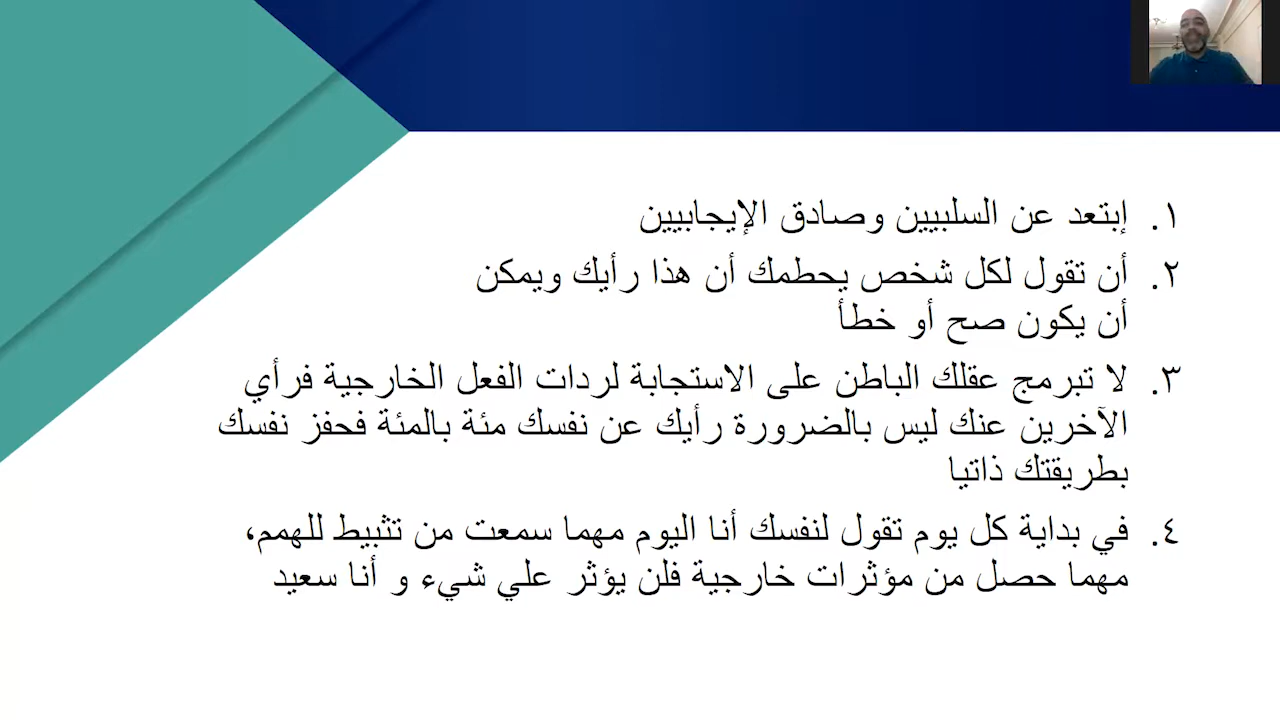 ١. إبتعد عن السلبيين وصادق الإيجابيين
٢. أن تقول لكل شخص يحطمك أن هذا رأيك ويمكن
أن يكون صح أو خطأ
٣. لا تبرمج عقلك الباطن على الاستجابة لردات الفعل الخارجية فرأي
الآخرين عنك ليس بالضرورة رأيك عن نفسك مئة بالمئة فحفز نفسك
بطريقتك ذاتيا
٤. في بداية كل يوم تقول لنفسك أنا اليوم مهما سمعت من تثبيط للهمم،
مهما حصل من مؤثرات خارجية فلن يؤثر علي شيء و أنا سعيد